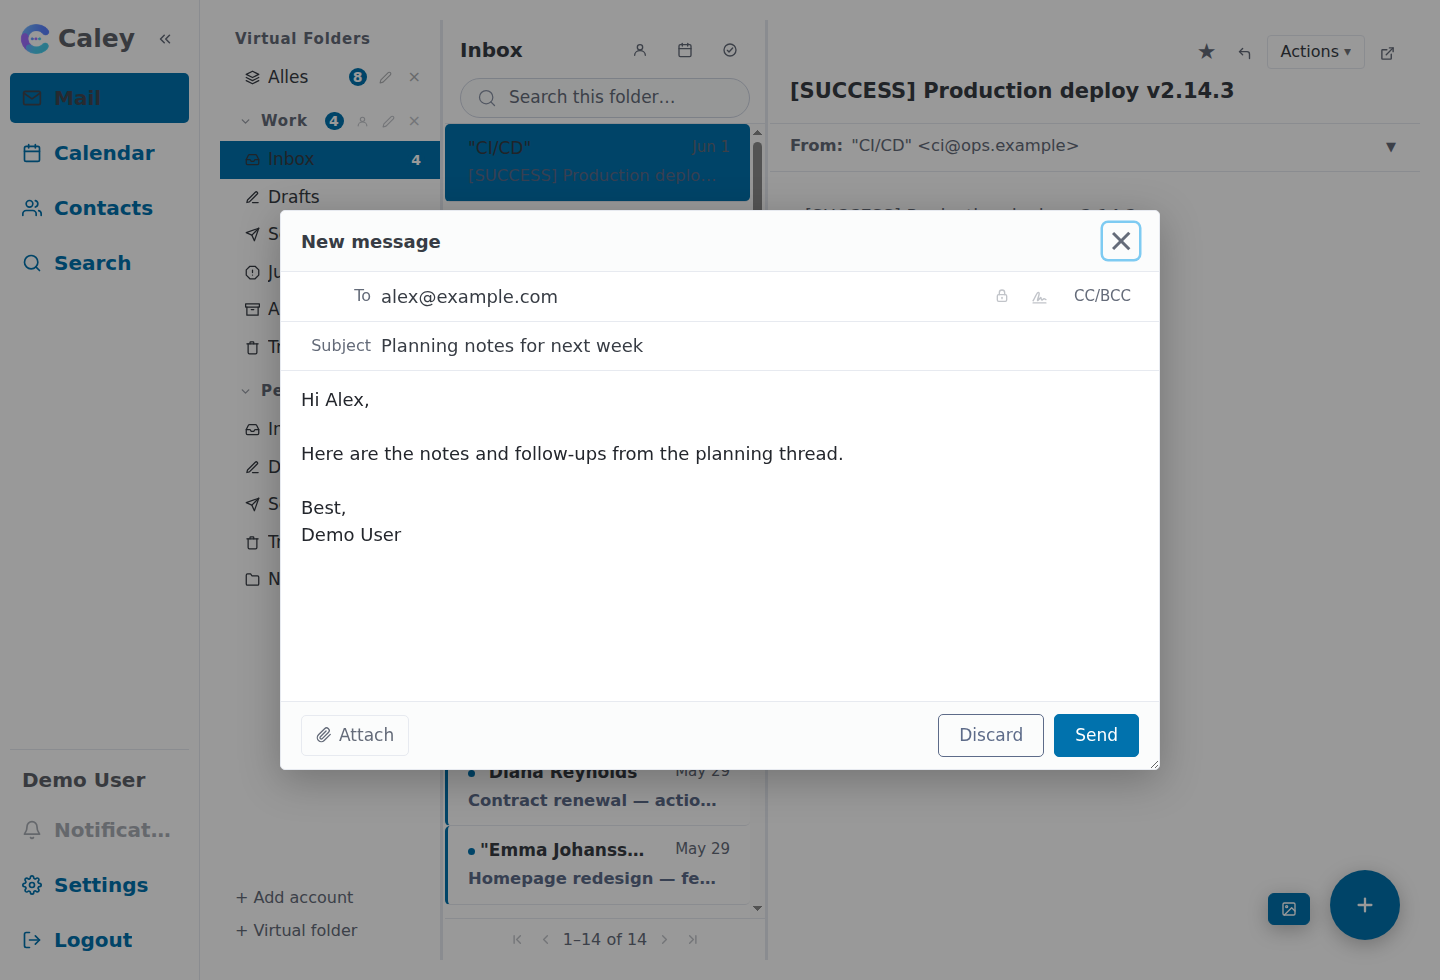 Caley
Mail
Calendar
Contacts
Search
Demo User
Notificat…
Settings
Logout
Virtual Folders
Alles 8
Work 4
Inbox 4
Drafts
+ Add account
+ Virtual folder
Inbox
Search this folder…
"CI/CD" Jun 1
[SUCCESS] Production deplo…
Diana Reynolds May 29
Contract renewal — actio…
"Emma Johanss… May 29
Homepage redesign — fe…
1–14 of 14
Actions ▾
[SUCCESS] Production deploy v2.14.3
From: "CI/CD" <ci@ops.example>
New message
To alex@example.com CC/BCC
Subject Planning notes for next week
Hi Alex,
Here are the notes and follow-ups from the planning thread.
Best,
Demo User
Attach
Discard
Send